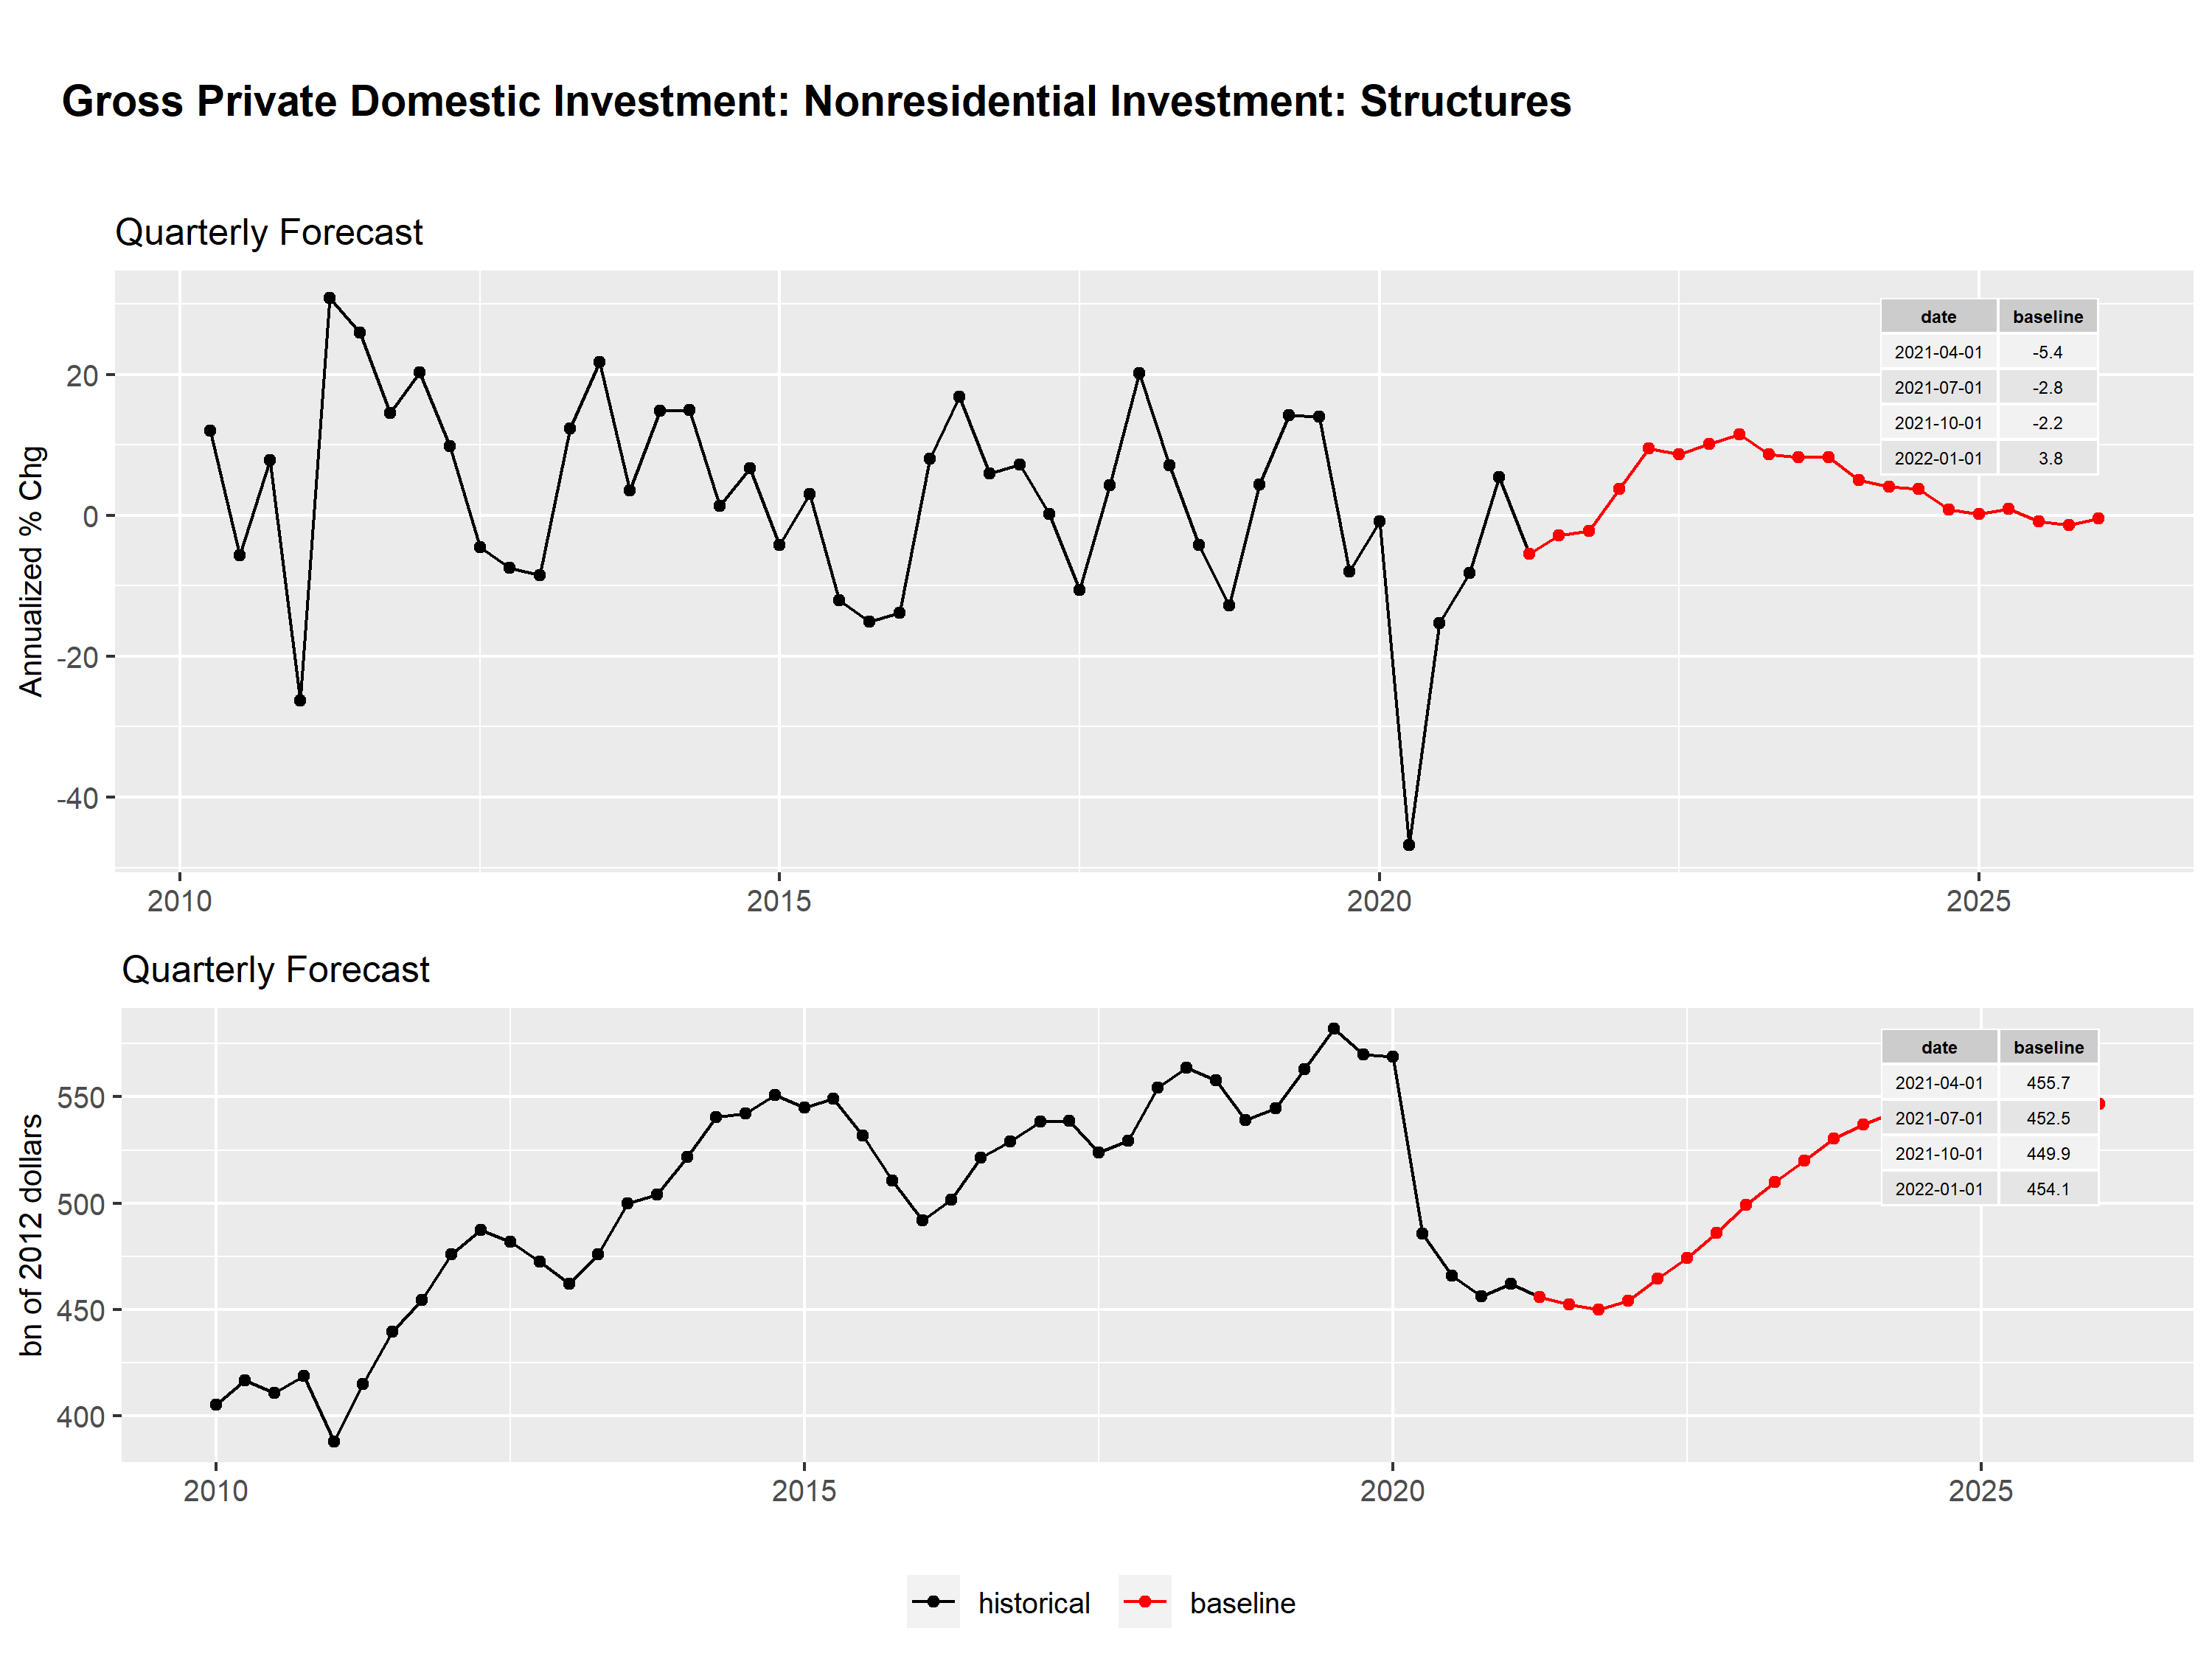 Gross Private Domestic Investment: Nonresidential Investment: Structures
Quarterly Forecast
Annualized % Chg
20
0
-20
-40
2010 2015 2020 2025
date baseline
2021-04-01 -5.4
2021-07-01 -2.8
2021-10-01 -2.2
2022-01-01 3.8
Quarterly Forecast
bn of 2012 dollars
550
500
450
400
2010 2015 2020 2025
date baseline
2021-04-01 455.7
2021-07-01 452.5
2021-10-01 449.9
2022-01-01 454.1
historical baseline